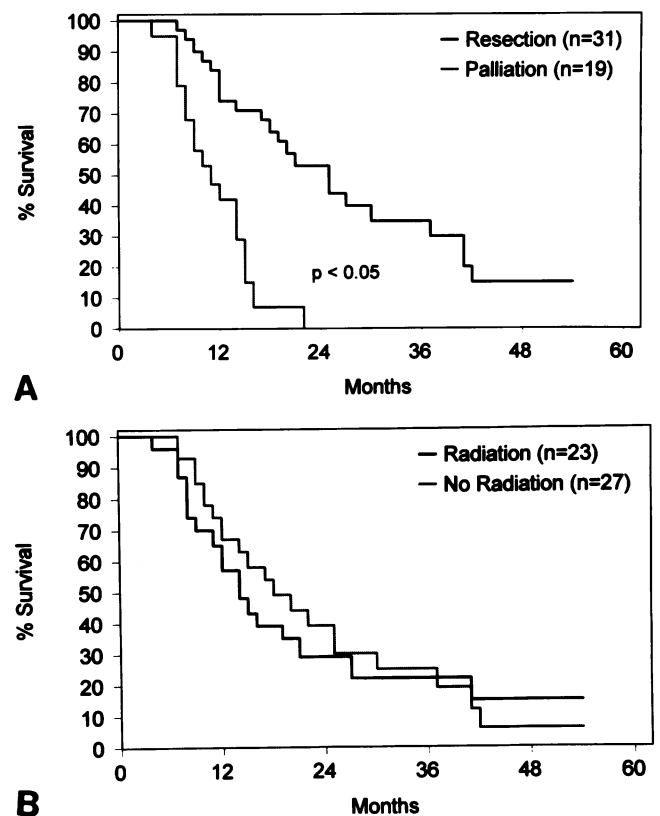 100
90
80
70
60
50
40
30
20
10
0
% Survival
Resection (n=31)
Palliation (n=19)
p < 0.05
0 12 24 36 48 60
Months
A
100
90
80
70
60
50
40
30
20
10
0
% Survival
Radiation (n=23)
No Radiation (n=27)
0 12 24 36 48 60
Months
B